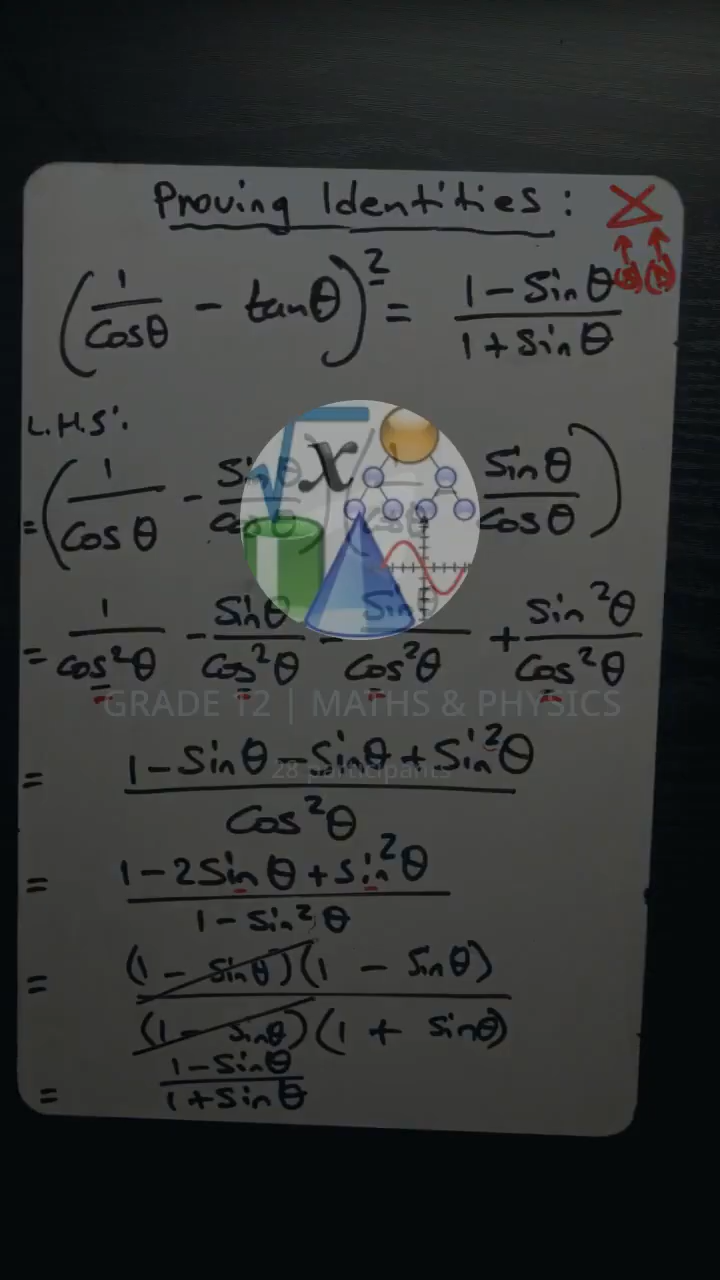 Proving Identities:
(1/cosθ − tanθ)² = (1 − Sinθ)/(1 + Sinθ)
L.H.S:
= (1/cosθ − Sinθ/cosθ)(1/cosθ Sinθ/cosθ)
= 1/cos²θ − Sinθ/cos²θ − Sinθ/cos²θ + Sin²θ/cos²θ
GRADE 12 | MATHS & PHYSICS
= (1 − Sinθ − Sinθ + Sin²θ)/Cos²θ
28 participants
= (1 − 2Sinθ + Sin²θ)/(1 − Sin²θ)
= (1 − Sinθ)(1 − Sinθ)/(1 − Sinθ)(1 + Sinθ)
= (1 − Sinθ)/(1 + Sinθ)